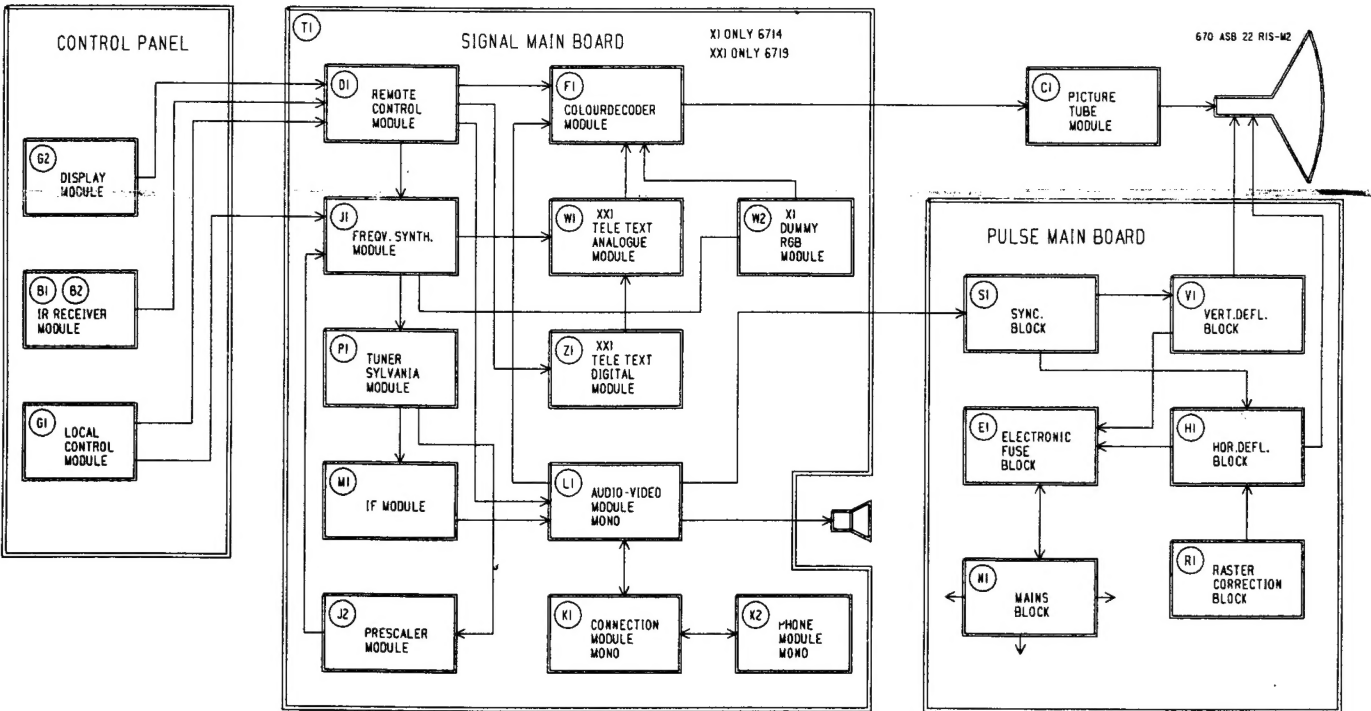 CONTROL PANEL
G2
DISPLAY
MODULE
B1 B2
IR RECEIVER
MODULE
G1
LOCAL
CONTROL
MODULE
T1
SIGNAL MAIN BOARD
XI ONLY 6714
XXI ONLY 6719
D1
REMOTE
CONTROL
MODULE
F1
COLOURDECODER
MODULE
J1
FREQV. SYNTH.
MODULE
W1
XXI
TELE TEXT
ANALOGUE
MODULE
W2
XI
DUMMY
RGB
MODULE
P1
TUNER
SYLVANIA
MODULE
Z1
XXI
TELE TEXT
DIGITAL
MODULE
M1
IF MODULE
L1
AUDIO-VIDEO
MODULE
MONO
J2
PRESCALER
MODULE
K1
CONNECTION
MODULE
MONO
K2
PHONE
MODULE
MONO
670 ASB 22 RIS-M2
C1
PICTURE
TUBE
MODULE
PULSE MAIN BOARD
S1
SYNC.
BLOCK
V1
VERT.DEFL.
BLOCK
E1
ELECTRONIC
FUSE
BLOCK
H1
HOR.DEFL.
BLOCK
N1
MAINS
BLOCK
R1
RASTER
CORRECTION
BLOCK